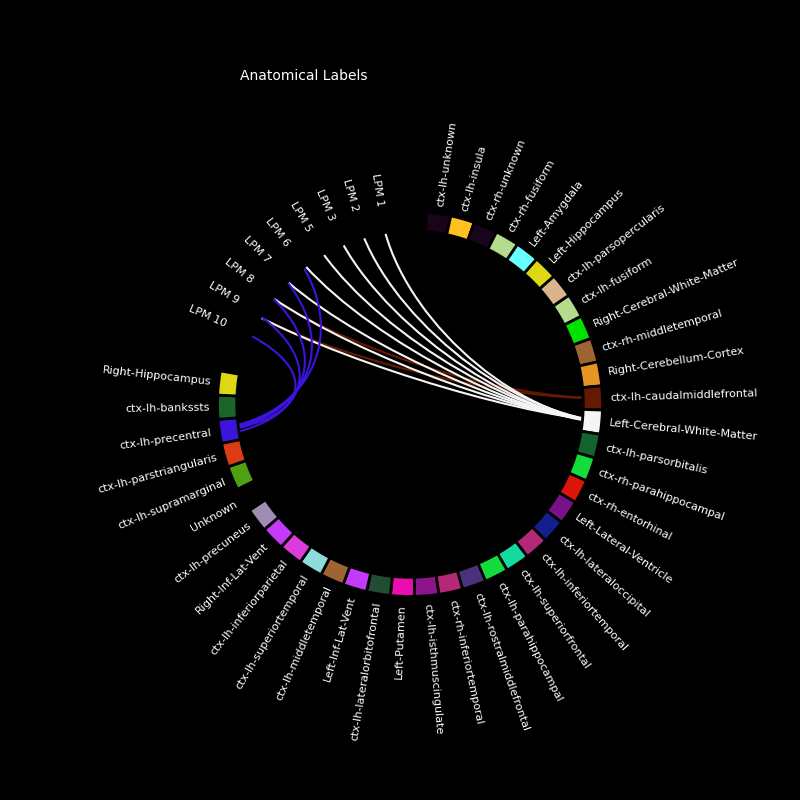 Anatomical Labels
LPM 1
LPM 2
LPM 3
LPM 5
LPM 6
LPM 7
LPM 8
LPM 9
LPM 10
ctx-lh-unknown
ctx-lh-insula
ctx-rh-unknown
ctx-rh-fusiform
Left-Amygdala
Left-Hippocampus
ctx-lh-parsopercularis
ctx-lh-fusiform
Right-Cerebral-White-Matter
ctx-rh-middletemporal
Right-Cerebellum-Cortex
ctx-lh-caudalmiddlefrontal
Left-Cerebral-White-Matter
ctx-lh-parsorbitalis
ctx-rh-parahippocampal
ctx-rh-entorhinal
Left-Lateral-Ventricle
ctx-lh-lateraloccipital
ctx-lh-inferiortemporal
ctx-lh-superiorfrontal
ctx-lh-parahippocampal
ctx-lh-rostralmiddlefrontal
ctx-rh-inferiortemporal
ctx-lh-isthmuscingulate
Left-Putamen
ctx-lh-lateralorbitofrontal
Left-Inf-Lat-Vent
ctx-lh-middletemporal
ctx-lh-superiortemporal
ctx-lh-inferiorparietal
Right-Inf-Lat-Vent
ctx-lh-precuneus
Unknown
ctx-lh-supramarginal
ctx-lh-parstriangularis
ctx-lh-precentral
ctx-lh-bankssts
Right-Hippocampus